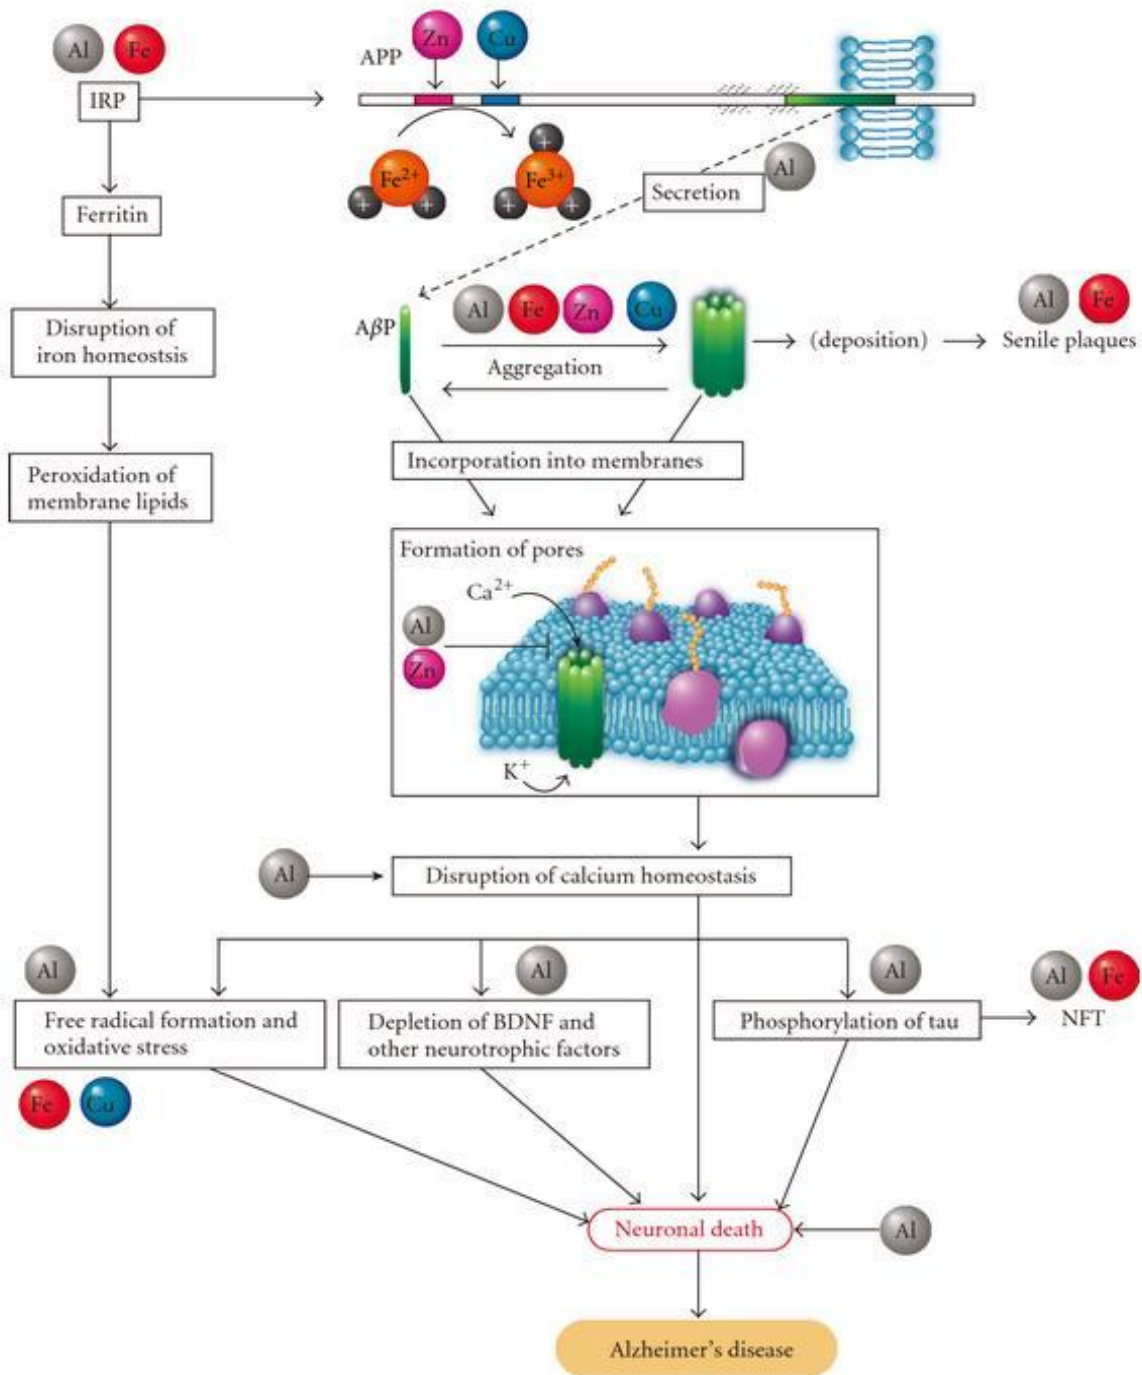 Al
Fe
IRP
Ferritin
Disruption of
iron homeostsis
Peroxidation of
membrane lipids
APP
Zn
Cu
Fe2+
+
+
Fe3+
+
+
+
Al
Secretion
AβP
Al
Fe
Zn
Cu
Aggregation
(deposition)
Al
Fe
Senile plaques
Incorporation into membranes
Formation of pores
Ca2+
Al
Zn
K+
Al
Disruption of calcium homeostasis
Al
Free radical formation and
oxidative stress
Fe
Cu
Al
Depletion of BDNF and
other neurotrophic factors
Al
Phosphorylation of tau
Al
Fe
NFT
Neuronal death
Al
Alzheimer's disease